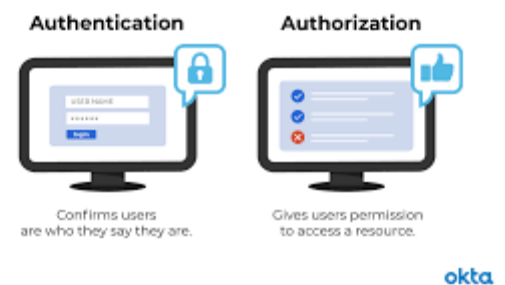 Authentication
Authorization
USER NAME
******
login
Confirms users
are who they say they are.
Gives users permission
to access a resource.
okta